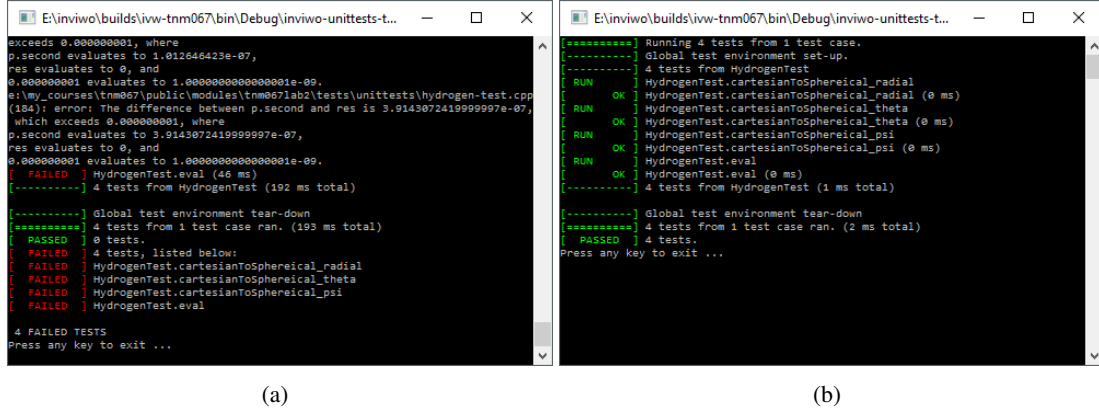 E:\inviwo\builds\ivw-tnm067\bin\Debug\inviwo-unittests-t...
exceeds 0.000000001, where
p.second evaluates to 1.012646423e-07,
res evaluates to 0, and
0.000000001 evaluates to 1.0000000000000001e-09.
e:\my_courses\tnm067\public\modules\tnm067lab2\tests\unittests\hydrogen-test.cpp
(184): error: The difference between p.second and res is 3.9143072419999997e-07,
which exceeds 0.000000001, where
p.second evaluates to 3.9143072419999997e-07,
res evaluates to 0, and
0.000000001 evaluates to 1.0000000000000001e-09.
[  FAILED  ] HydrogenTest.eval (46 ms)
[----------] 4 tests from HydrogenTest (192 ms total)
[----------] Global test environment tear-down
[==========] 4 tests from 1 test case ran. (193 ms total)
[  PASSED  ] 0 tests.
[  FAILED  ] 4 tests, listed below:
[  FAILED  ] HydrogenTest.cartesianToSphereical_radial
[  FAILED  ] HydrogenTest.cartesianToSphereical_theta
[  FAILED  ] HydrogenTest.cartesianToSphereical_psi
[  FAILED  ] HydrogenTest.eval
4 FAILED TESTS
Press any key to exit ...
(a)
E:\inviwo\builds\ivw-tnm067\bin\Debug\inviwo-unittests-t...
[==========] Running 4 tests from 1 test case.
[----------] Global test environment set-up.
[----------] 4 tests from HydrogenTest
[ RUN      ] HydrogenTest.cartesianToSphereical_radial
[       OK ] HydrogenTest.cartesianToSphereical_radial (0 ms)
[ RUN      ] HydrogenTest.cartesianToSphereical_theta
[       OK ] HydrogenTest.cartesianToSphereical_theta (0 ms)
[ RUN      ] HydrogenTest.cartesianToSphereical_psi
[       OK ] HydrogenTest.cartesianToSphereical_psi (0 ms)
[ RUN      ] HydrogenTest.eval
[       OK ] HydrogenTest.eval (0 ms)
[----------] 4 tests from HydrogenTest (1 ms total)
[----------] Global test environment tear-down
[==========] 4 tests from 1 test case ran. (2 ms total)
[  PASSED  ] 4 tests.
Press any key to exit ...
(b)